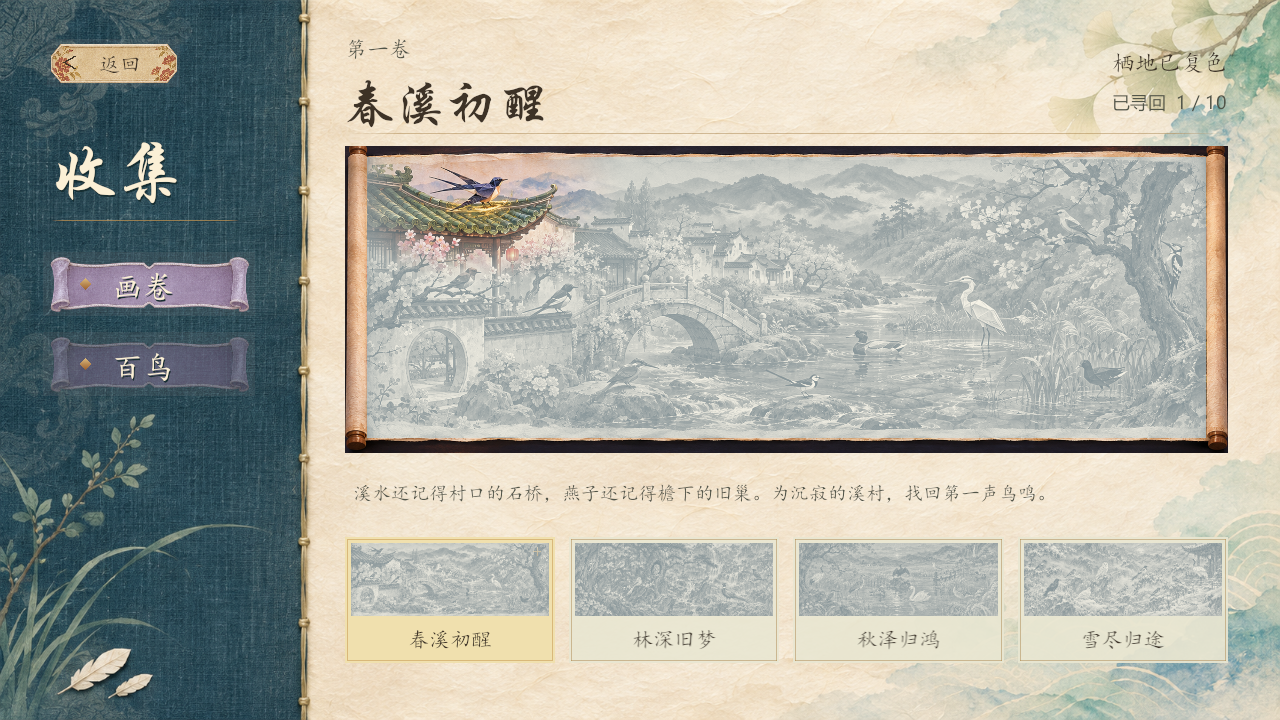 返回
收集
画卷
百鸟
第一卷
春溪初醒
栖地已复色
已寻回 1 / 10
溪水还记得村口的石桥，燕子还记得檐下的旧巢。为沉寂的溪村，找回第一声鸟鸣。
春溪初醒
林深旧梦
秋泽归鸿
雪尽归途